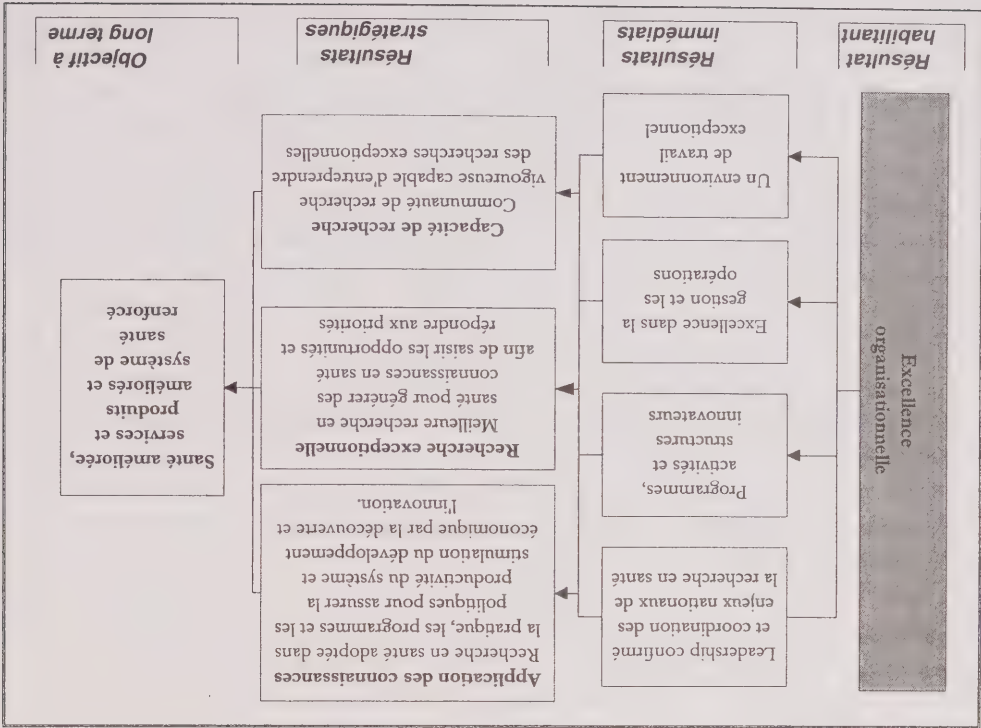 Résultat
habilitant
Résultats
immédiats
Résultats
stratégiques
Objectif à
long terme
Excellence
organisationnelle
Un environnement
de travail
exceptionnel
Excellence dans la
gestion et les
opérations
Programmes,
activités et
structures
innovateurs
Leadership confirmé
et coordination des
enjeux nationaux de
la recherche en santé
Capacité de recherche
Communauté de recherche
vigoureuse capable d'entreprendre
des recherches exceptionnelles
Recherche exceptionnelle
Meilleure recherche en
santé pour générer des
connaissances en santé
afin de saisir les opportunités et
répondre aux priorités
Application des connaissances
Recherche en santé adoptée dans
la pratique, les programmes et les
politiques pour assurer la
productivité du système et
stimulation du développement
économique par la découverte et
l'innovation.
Santé améliorée,
services et
produits
améliorés et
système de
santé
renforcé